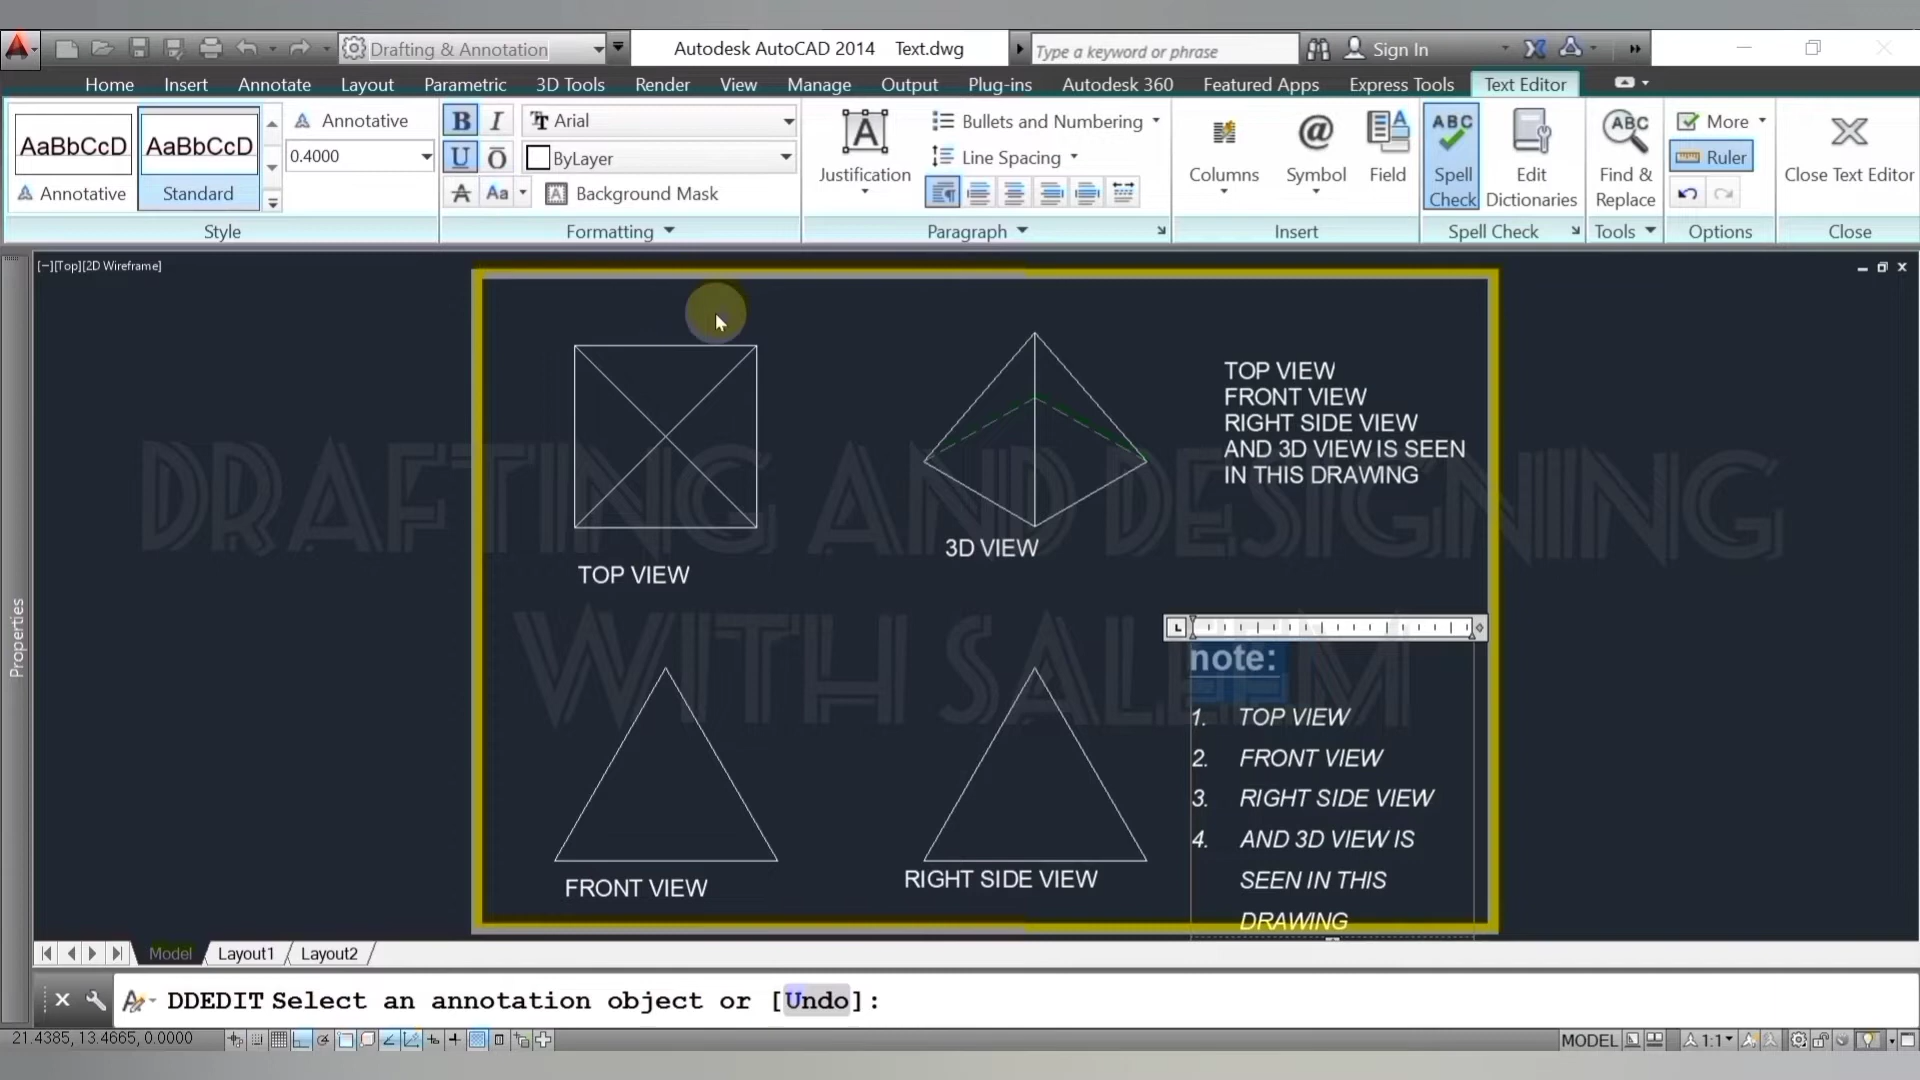 Drafting & Annotation
Autodesk AutoCAD 2014 Text.dwg
Type a keyword or phrase
Sign In
Home Insert Annotate Layout Parametric 3D Tools Render View Manage Output Plug-ins Autodesk 360 Featured Apps Express Tools Text Editor
AaBbCcD AaBbCcD
Annotative Standard
Annotative
0.4000
Style
B I Arial
U O ByLayer
A Aa Background Mask
Formatting
Justification
Bullets and Numbering
Line Spacing
Paragraph
Columns Symbol Field
Insert
ABC
Spell Check
Edit Dictionaries
Spell Check
ABC
Find & Replace
Tools
More
Ruler
Options
Close Text Editor
Close
[−][Top][2D Wireframe]
Properties
DRAFTING AND DESIGNING
WITH SALEEM
TOP VIEW
3D VIEW
FRONT VIEW
RIGHT SIDE VIEW
TOP VIEW
FRONT VIEW
RIGHT SIDE VIEW
AND 3D VIEW IS SEEN
IN THIS DRAWING
note:
1. TOP VIEW
2. FRONT VIEW
3. RIGHT SIDE VIEW
4. AND 3D VIEW IS
SEEN IN THIS
DRAWING
Model Layout1 Layout2
DDEDIT Select an annotation object or [Undo]:
21.4385, 13.4665, 0.0000
MODEL
1:1